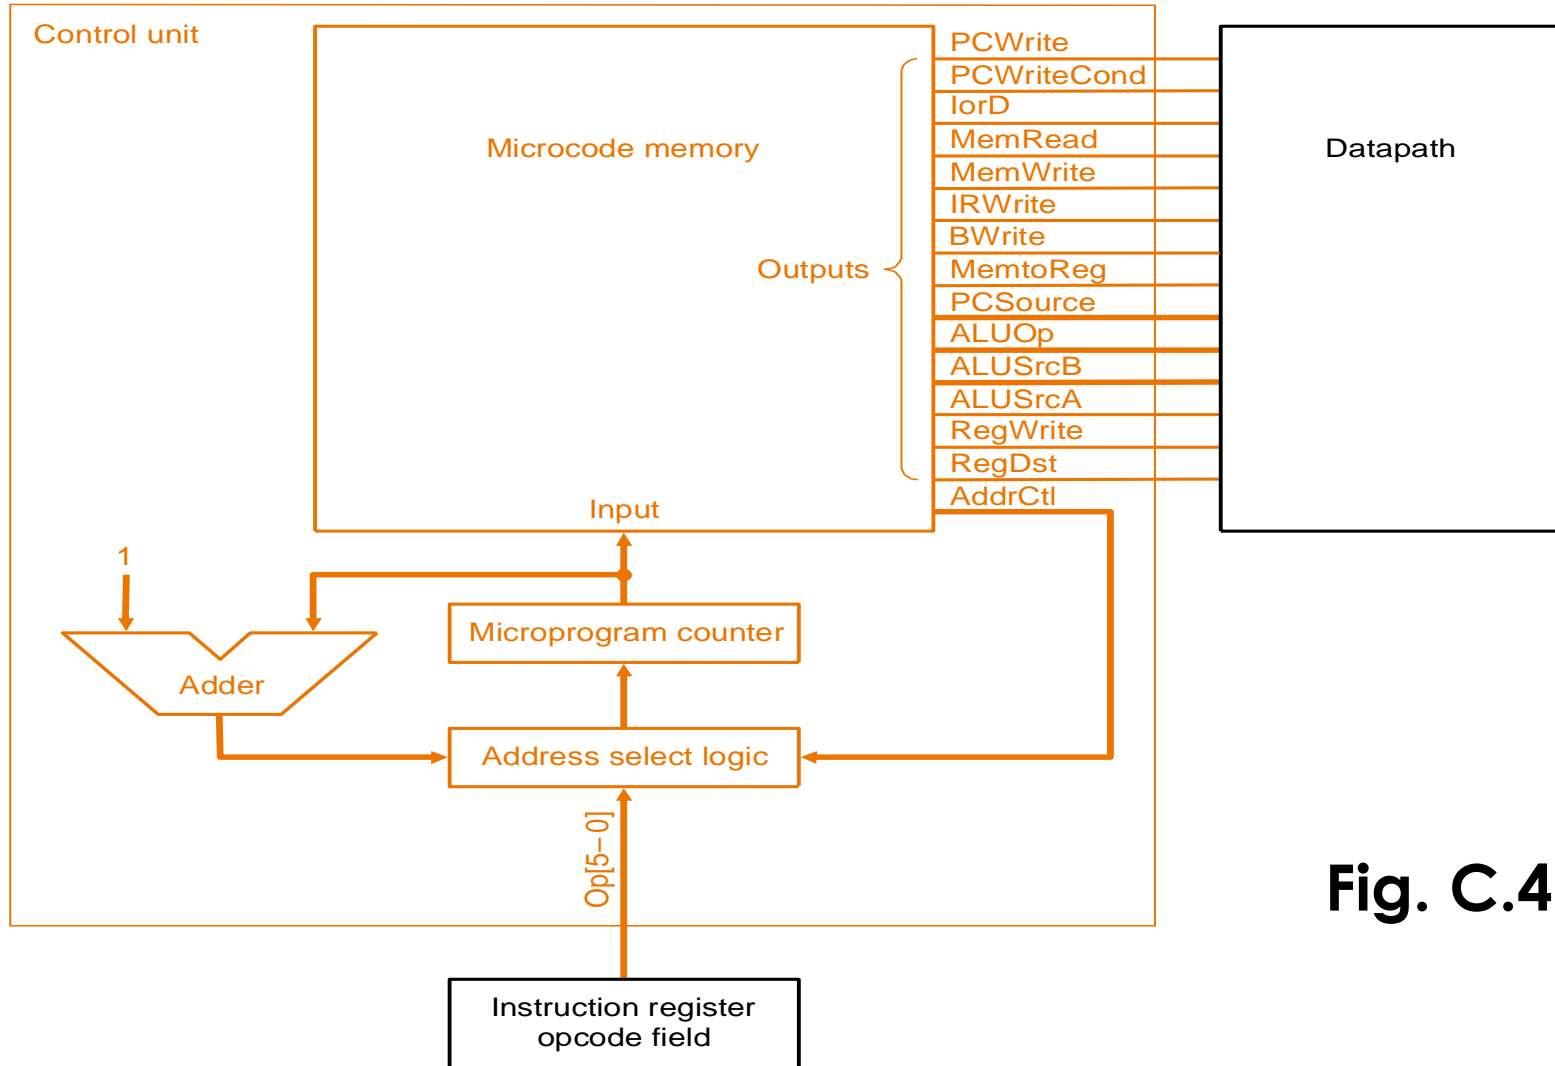 Control unit
PCWrite
PCWriteCond
IorD
MemRead
MemWrite
IRWrite
BWrite
MemtoReg
PCSource
ALUOp
ALUSrcB
ALUSrcA
RegWrite
RegDst
AddrCtl
Microcode memory
Datapath
Outputs
Input
1
Microprogram counter
Adder
Address select logic
Op[5–0]
Fig. C.4
Instruction register
opcode field